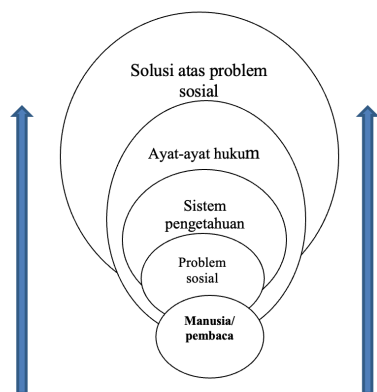 Solusi atas problem
sosial
Ayat-ayat hukum
Sistem
pengetahuan
Problem
sosial
Manusia/
pembaca